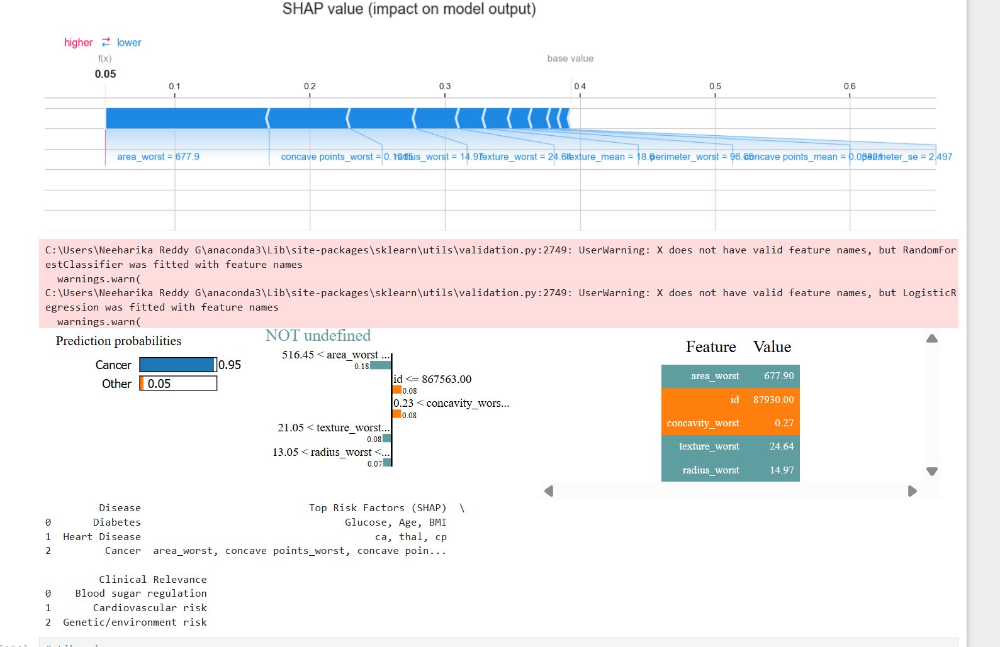 SHAP value (impact on model output)
higher ⇄ lower
f(x)
base value
0.05
0.1 0.2 0.3 0.4 0.5 0.6
area_worst = 677.9 concave points_worst = 0.1015 radius_worst = 14.97 texture_worst = 24.64 texture_mean = 18.6 perimeter_worst = 96.05 concave points_mean = 0.03821 perimeter_se = 2.497
C:\Users\Neeharika Reddy G\anaconda3\Lib\site-packages\sklearn\utils\validation.py:2749: UserWarning: X does not have valid feature names, but RandomFor
estClassifier was fitted with feature names
warnings.warn(
C:\Users\Neeharika Reddy G\anaconda3\Lib\site-packages\sklearn\utils\validation.py:2749: UserWarning: X does not have valid feature names, but LogisticR
egression was fitted with feature names
warnings.warn(
Prediction probabilities
Cancer 0.95
Other 0.05
NOT undefined
516.45 < area_worst ...
0.18
id <= 867563.00
0.08
0.23 < concavity_wors...
0.08
21.05 < texture_worst...
0.08
13.05 < radius_worst <...
0.07
Feature Value
area_worst 677.90
id 87930.00
concavity_worst 0.27
texture_worst 24.64
radius_worst 14.97
Disease Top Risk Factors (SHAP) \
0 Diabetes Glucose, Age, BMI
1 Heart Disease ca, thal, cp
2 Cancer area_worst, concave points_worst, concave poin...
Clinical Relevance
0 Blood sugar regulation
1 Cardiovascular risk
2 Genetic/environment risk